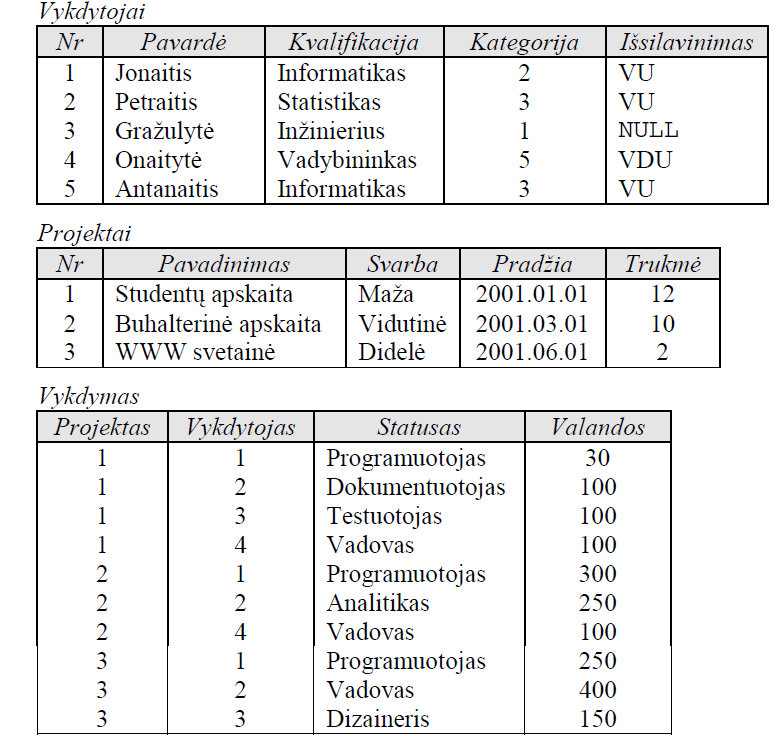 Vykdytojai
Nr Pavardė Kvalifikacija Kategorija Išsilavinimas
1 Jonaitis Informatikas 2 VU
2 Petraitis Statistikas 3 VU
3 Gražulytė Inžinierius 1 NULL
4 Onaitytė Vadybininkas 5 VDU
5 Antanaitis Informatikas 3 VU
Projektai
Nr Pavadinimas Svarba Pradžia Trukmė
1 Studentų apskaita Maža 2001.01.01 12
2 Buhalterinė apskaita Vidutinė 2001.03.01 10
3 WWW svetainė Didelė 2001.06.01 2
Vykdymas
Projektas Vykdytojas Statusas Valandos
1 1 Programuotojas 30
1 2 Dokumentuotojas 100
1 3 Testuotojas 100
1 4 Vadovas 100
2 1 Programuotojas 300
2 2 Analitikas 250
2 4 Vadovas 100
3 1 Programuotojas 250
3 2 Vadovas 400
3 3 Dizaineris 150